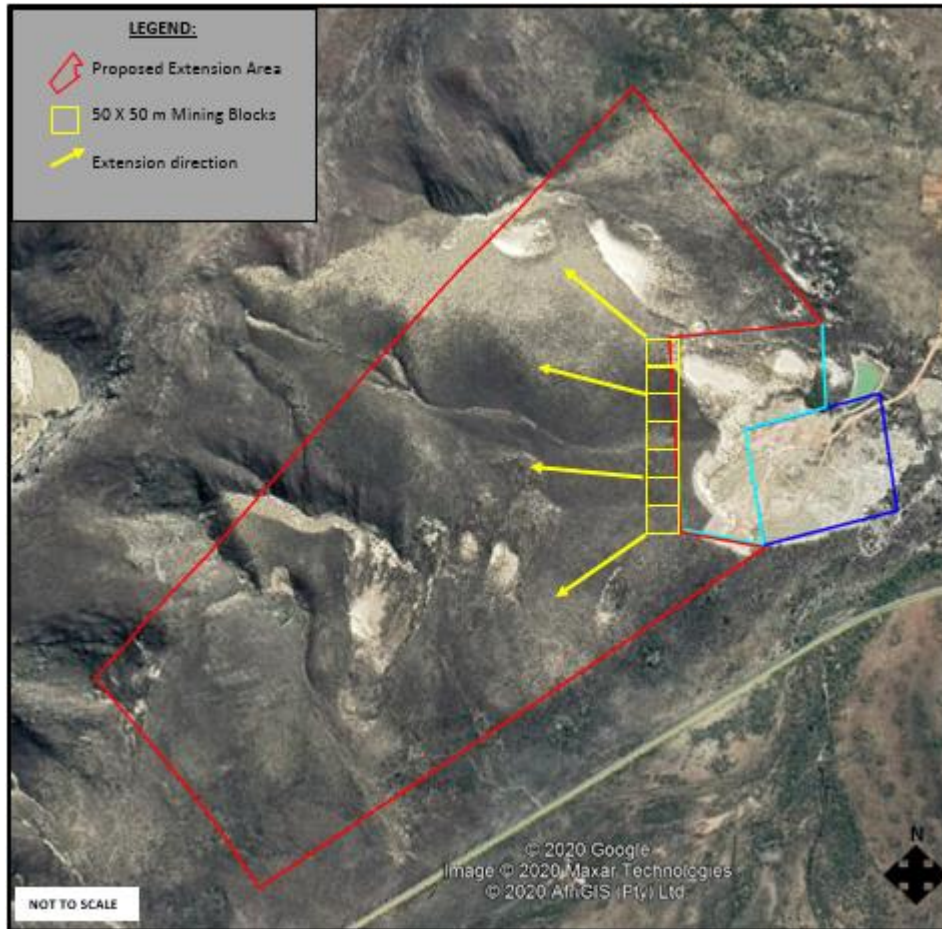 LEGEND:
Proposed Extension Area
50 X 50 m Mining Blocks
Extension direction
N
© 2020 Google
Image © 2020 Maxar Technologies
© 2020 AfriGIS (Pty) Ltd
NOT TO SCALE